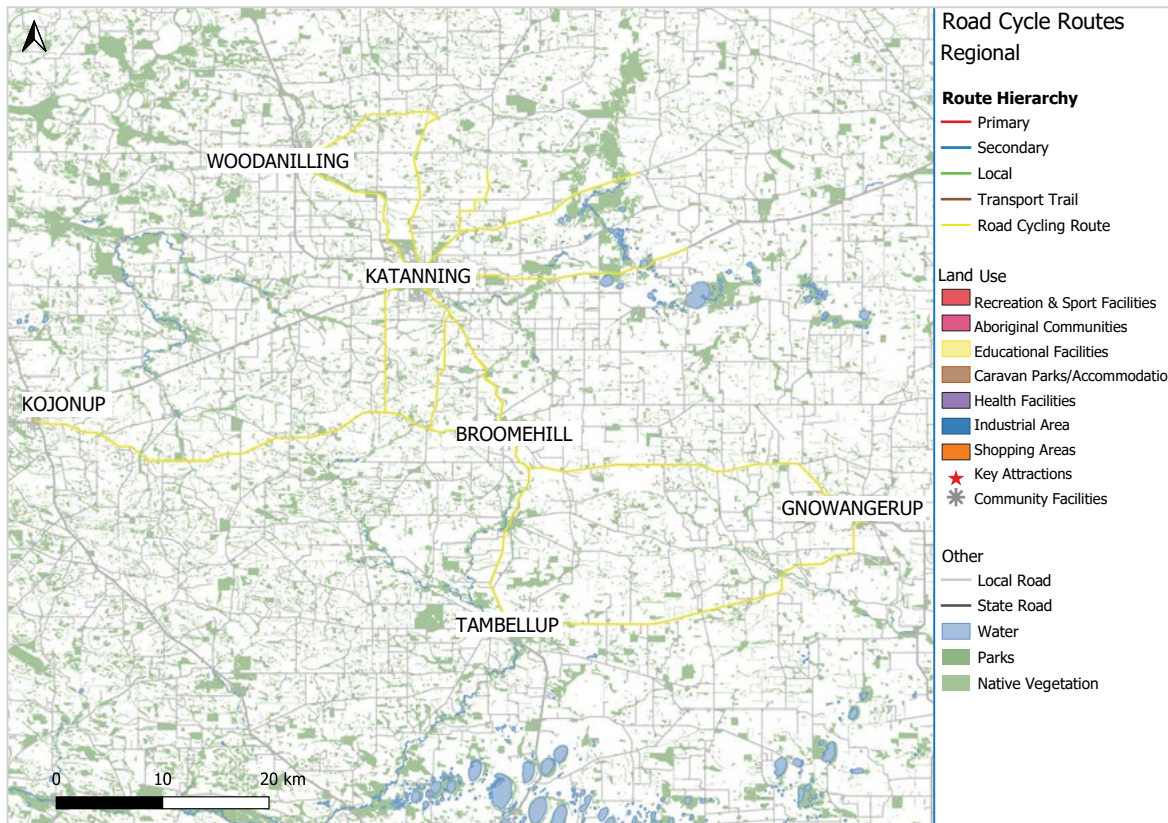 Road Cycle Routes
Regional
Route Hierarchy
Primary
Secondary
Local
Transport Trail
Road Cycling Route
Land Use
Recreation & Sport Facilities
Aboriginal Communities
Educational Facilities
Caravan Parks/Accommodatio
Health Facilities
Industrial Area
Shopping Areas
Key Attractions
Community Facilities
Other
Local Road
State Road
Water
Parks
Native Vegetation
WOODANILLING
KATANNING
KOJONUP
BROOMEHILL
GNOWANGERUP
TAMBELLUP
0 10 20 km